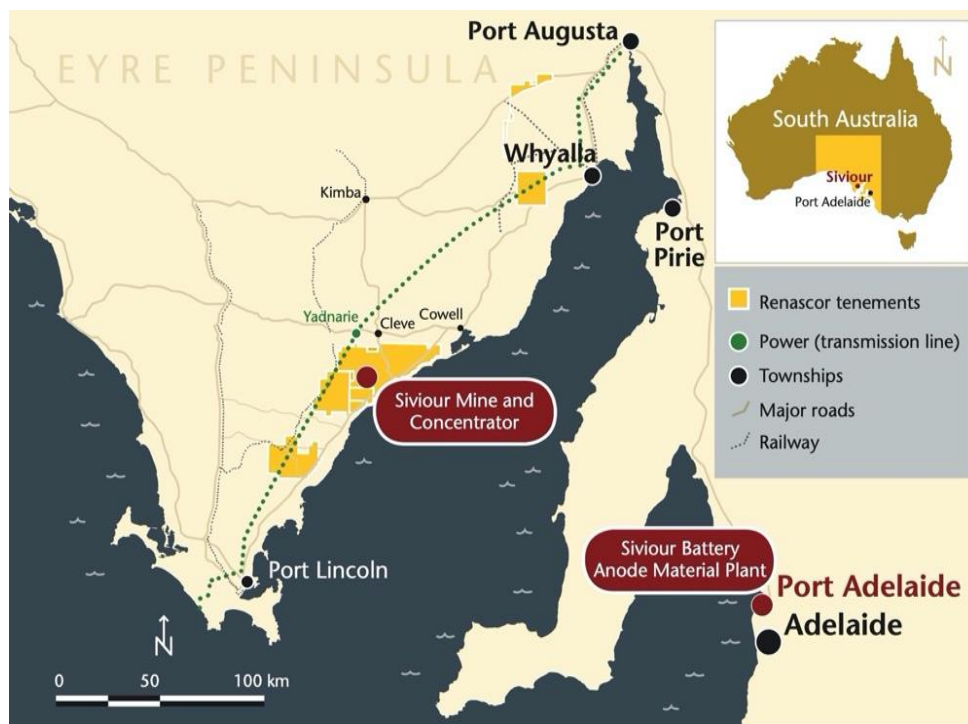 EYRE PENINSULA
Port Augusta
Whyalla
Kimba
Port
Pirie
Yadnarie
Cleve
Cowell
Siviour Mine and
Concentrator
Port Lincoln
Siviour Battery
Anode Material Plant
Port Adelaide
Adelaide
N
0 50 100 km
N
South Australia
Siviour
Port Adelaide
Renascor tenements
Power (transmission line)
Townships
Major roads
Railway